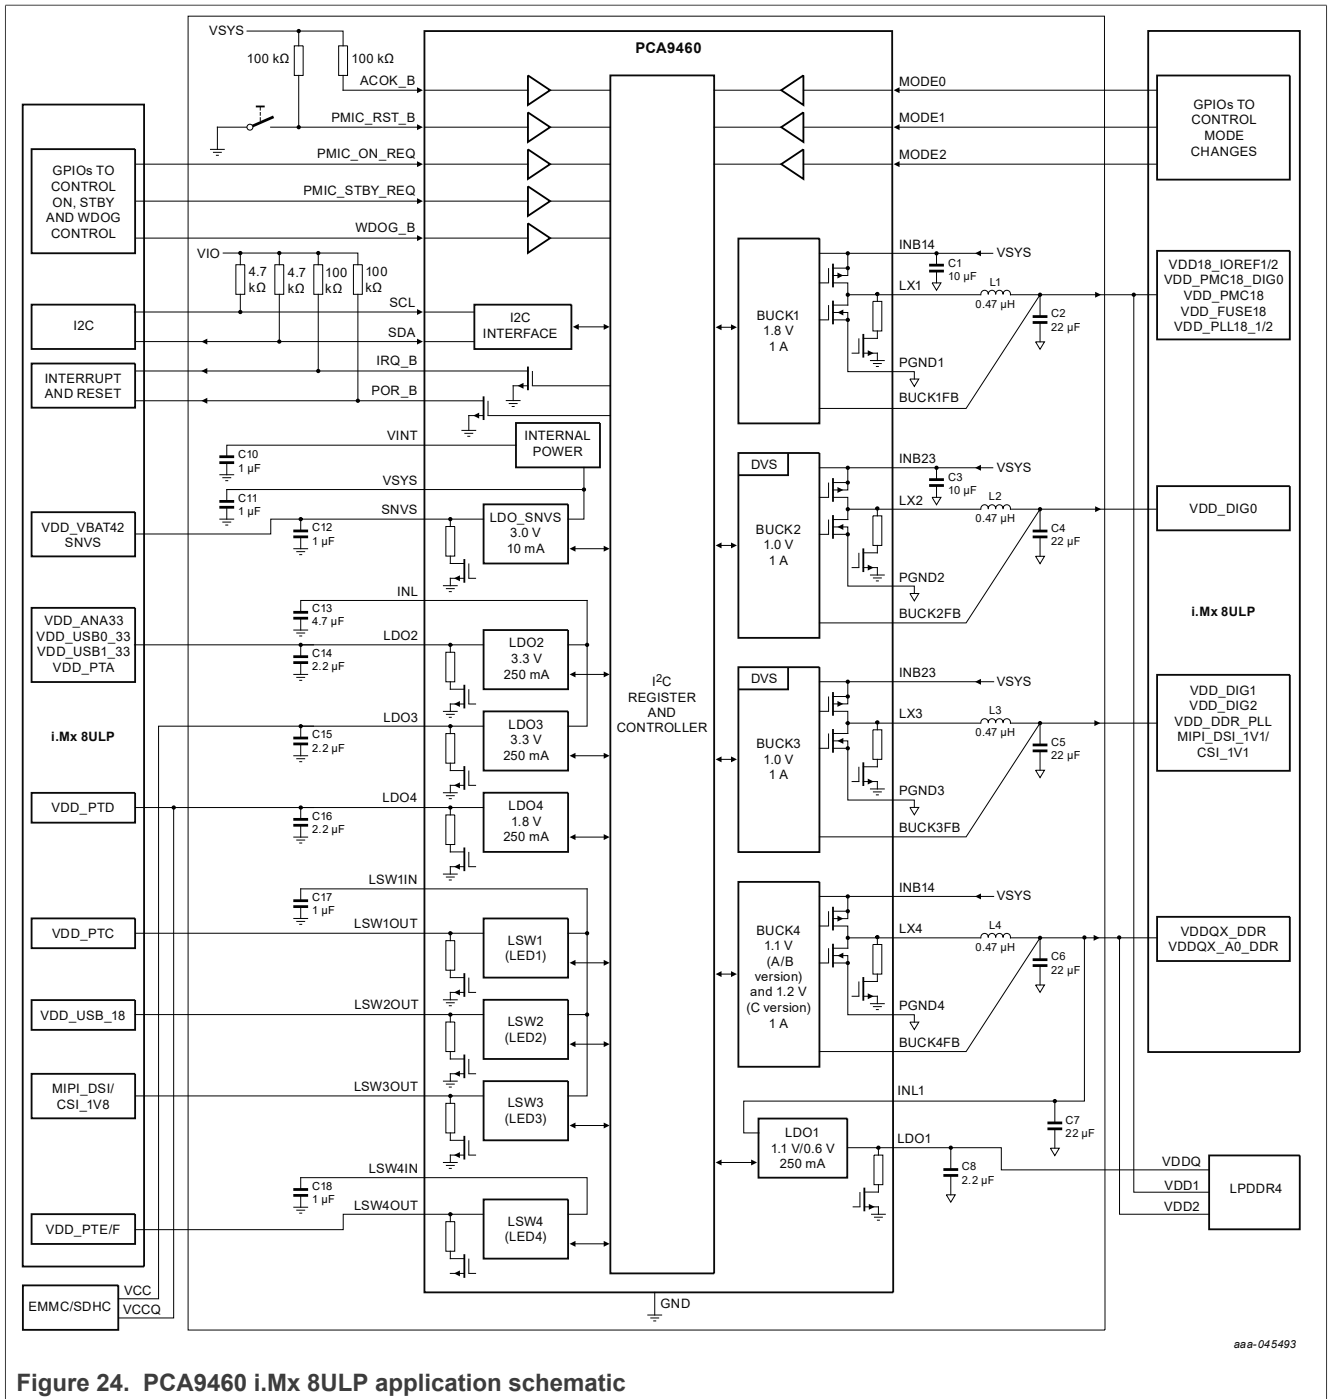 VSYS
100 kΩ
100 kΩ
ACOK_B
PMIC_RST_B
PMIC_ON_REQ
PMIC_STBY_REQ
WDOG_B
GPIOs TO
CONTROL
ON, STBY
AND WDOG
CONTROL
VIO
4.7
kΩ
4.7
kΩ
100
kΩ
100
kΩ
SCL
SDA
I2C
IRQ_B
POR_B
INTERRUPT
AND RESET
VINT
C10
1 µF
VSYS
C11
1 µF
SNVS
C12
1 µF
VDD_VBAT42
SNVS
INL
C13
4.7 µF
LDO2
C14
2.2 µF
VDD_ANA33
VDD_USB0_33
VDD_USB1_33
VDD_PTA
LDO3
C15
2.2 µF
i.Mx 8ULP
LDO4
C16
2.2 µF
VDD_PTD
LSW1IN
C17
1 µF
LSW1OUT
VDD_PTC
LSW2OUT
VDD_USB_18
LSW3OUT
MIPI_DSI/
CSI_1V8
LSW4IN
C18
1 µF
LSW4OUT
VDD_PTE/F
EMMC/SDHC
VCC
VCCQ
PCA9460
I2C
INTERFACE
INTERNAL
POWER
LDO_SNVS
3.0 V
10 mA
LDO2
3.3 V
250 mA
LDO3
3.3 V
250 mA
LDO4
1.8 V
250 mA
LSW1
(LED1)
LSW2
(LED2)
LSW3
(LED3)
LSW4
(LED4)
I2C
REGISTER
AND
CONTROLLER
GND
MODE0
MODE1
MODE2
GPIOs TO
CONTROL
MODE
CHANGES
BUCK1
1.8 V
1 A
INB14
VSYS
C1
10 µF
LX1
L1
0.47 µH
C2
22 µF
PGND1
BUCK1FB
VDD18_IOREF1/2
VDD_PMC18_DIG0
VDD_PMC18
VDD_FUSE18
VDD_PLL18_1/2
DVS
BUCK2
1.0 V
1 A
INB23
VSYS
C3
10 µF
LX2
L2
0.47 µH
C4
22 µF
PGND2
BUCK2FB
VDD_DIG0
i.Mx 8ULP
DVS
BUCK3
1.0 V
1 A
INB23
VSYS
LX3
L3
0.47 µH
C5
22 µF
PGND3
BUCK3FB
VDD_DIG1
VDD_DIG2
VDD_DDR_PLL
MIPI_DSI_1V1/
CSI_1V1
BUCK4
1.1 V
(A/B
version)
and 1.2 V
(C version)
1 A
INB14
VSYS
LX4
L4
0.47 µH
C6
22 µF
PGND4
BUCK4FB
VDDQX_DDR
VDDQX_A0_DDR
INL1
C7
22 µF
LDO1
1.1 V/0.6 V
250 mA
LDO1
C8
2.2 µF
VDDQ
VDD1
VDD2
LPDDR4
aaa-045493
Figure 24. PCA9460 i.Mx 8ULP application schematic